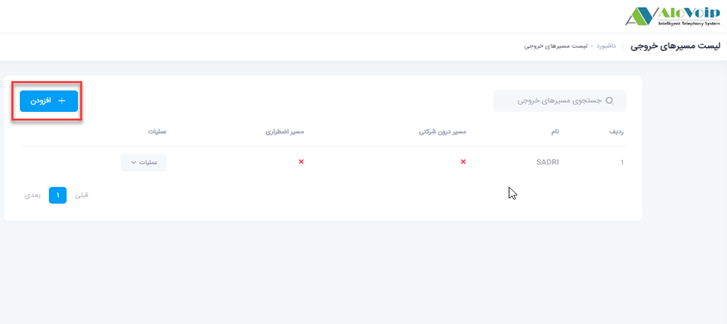 AloVoip
Intelligent Telephony System
لیست مسیرهای خروجی داشبورد - لیست مسیرهای خروجی
جستجوی مسیرهای خروجی + افزودن
ردیف نام مسیر درون شرکتی مسیر اضطراری عملیات
۱ SADRI × × عملیات
قبلی ۱ بعدی